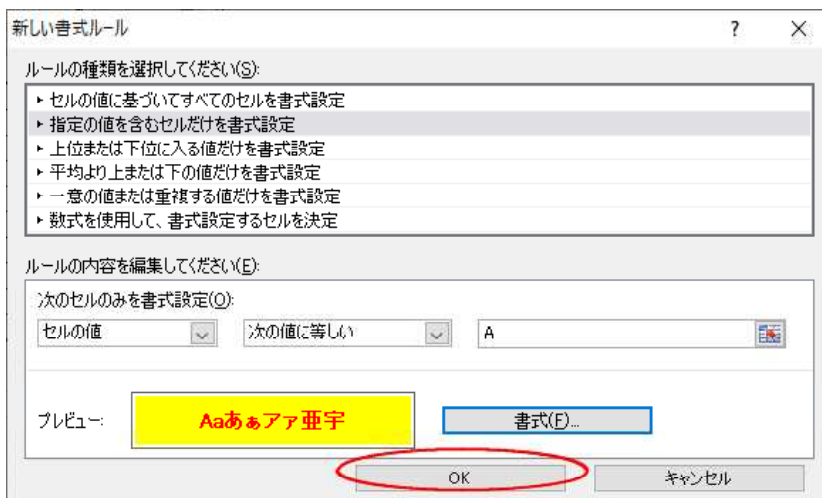 新しい書式ルール ? ×
ルールの種類を選択してください(S):
▸ セルの値に基づいてすべてのセルを書式設定
▸ 指定の値を含むセルだけを書式設定
▸ 上位または下位に入る値だけを書式設定
▸ 平均より上または下の値だけを書式設定
▸ 一意の値または重複する値だけを書式設定
▸ 数式を使用して、書式設定するセルを決定
ルールの内容を編集してください(E):
次のセルのみを書式設定(O):
セルの値 次の値に等しい A
プレビュー: Aaあぁアァ亜宇 書式(F)...
OK キャンセル